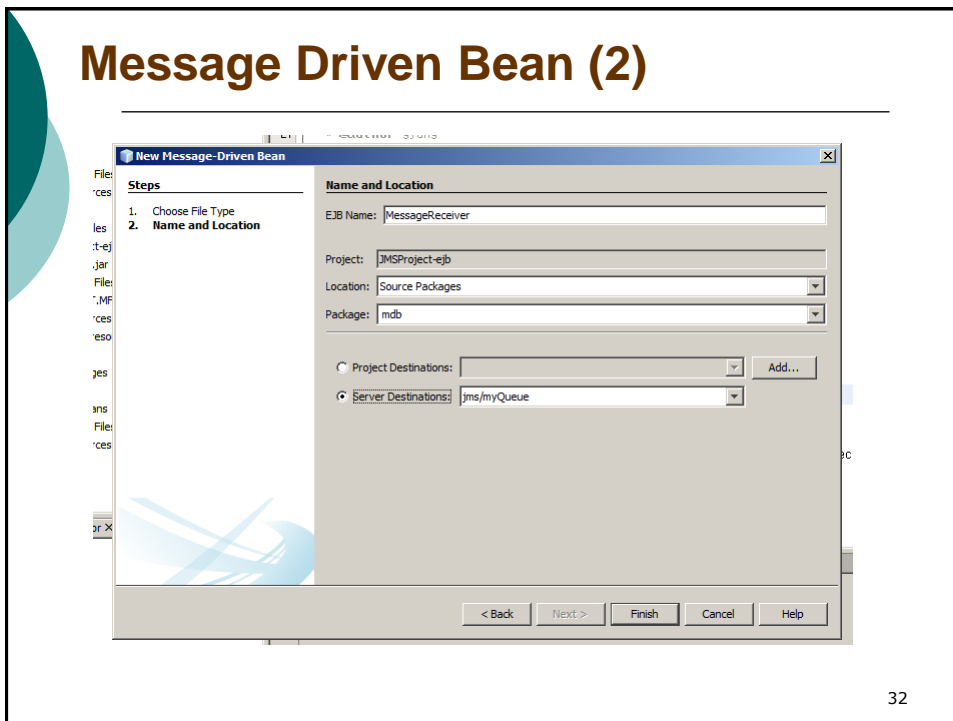 Message Driven Bean (2)
New Message-Driven Bean
Steps
1. Choose File Type
2. Name and Location
Name and Location
EJB Name: MessageReceiver
Project: JMSProject-ejb
Location: Source Packages
Package: mdb
Project Destinations: Add...
Server Destinations: jms/myQueue
< Back Next > Finish Cancel Help
32